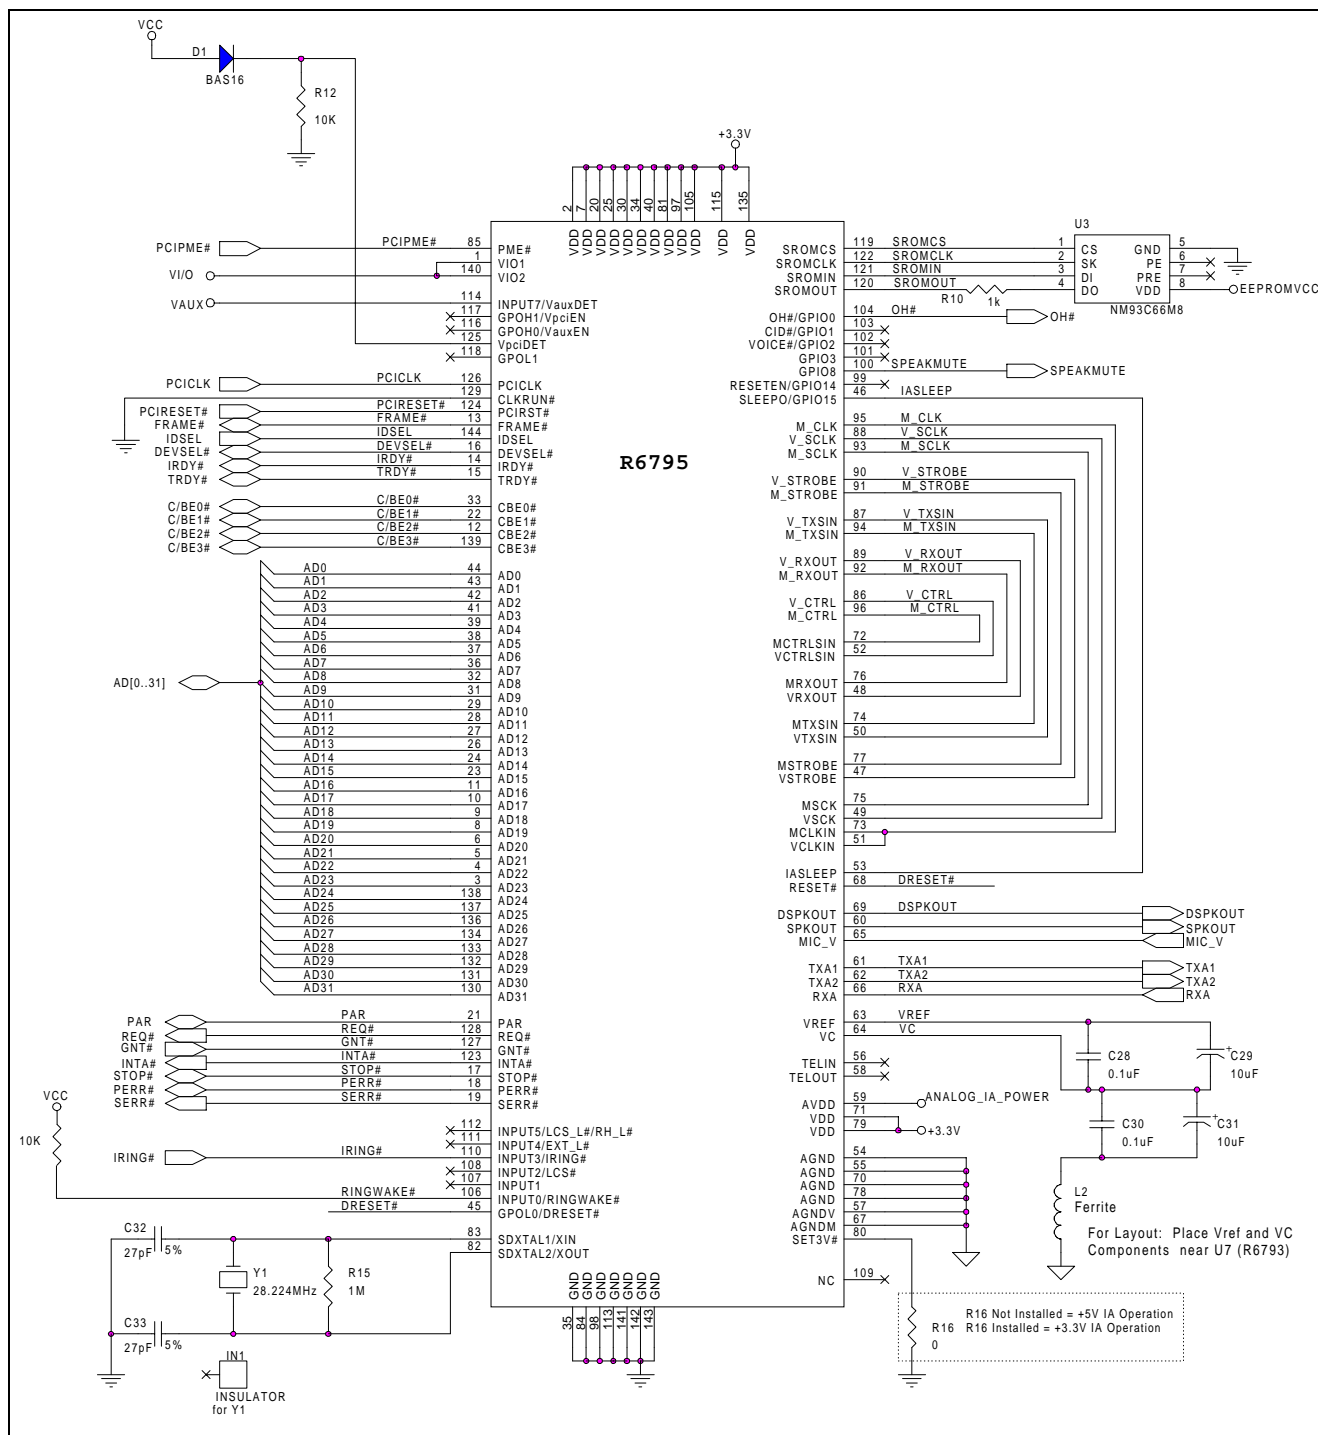 VCC
D1
BAS16
R12
10K
+3.3V
2 7 20 25 30 34 40 81 97 105 115 135
VDD VDD VDD VDD VDD VDD VDD VDD VDD VDD VDD VDD
R6795
PCIPME# PCIPME# 85 PME#
1 VIO1
VI/O 140 VIO2
VAUX 114 INPUT7/VauxDET
117 GPOH1/VpciEN
116 GPOH0/VauxEN
125 VpciDET
118 GPOL1
PCICLK PCICLK 126 PCICLK
129 CLKRUN#
PCIRESET# PCIRESET# 124 PCIRST#
FRAME# FRAME# 13 FRAME#
IDSEL IDSEL 144 IDSEL
DEVSEL# DEVSEL# 16 DEVSEL#
IRDY# IRDY# 14 IRDY#
TRDY# TRDY# 15 TRDY#
C/BE0# C/BE0# 33 CBE0#
C/BE1# C/BE1# 22 CBE1#
C/BE2# C/BE2# 12 CBE2#
C/BE3# C/BE3# 139 CBE3#
AD[0..31]
AD0 44 AD0
AD1 43 AD1
AD2 42 AD2
AD3 41 AD3
AD4 39 AD4
AD5 38 AD5
AD6 37 AD6
AD7 36 AD7
AD8 32 AD8
AD9 31 AD9
AD10 29 AD10
AD11 28 AD11
AD12 27 AD12
AD13 26 AD13
AD14 24 AD14
AD15 23 AD15
AD16 11 AD16
AD17 10 AD17
AD18 9 AD18
AD19 8 AD19
AD20 6 AD20
AD21 5 AD21
AD22 4 AD22
AD23 3 AD23
AD24 138 AD24
AD25 137 AD25
AD26 136 AD26
AD27 134 AD27
AD28 133 AD28
AD29 132 AD29
AD30 131 AD30
AD31 130 AD31
PAR PAR 21 PAR
REQ# REQ# 128 REQ#
GNT# GNT# 127 GNT#
INTA# INTA# 123 INTA#
STOP# STOP# 17 STOP#
PERR# PERR# 18 PERR#
SERR# SERR# 19 SERR#
VCC
10K
112 INPUT5/LCS_L#/RH_L#
111 INPUT4/EXT_L#
IRING# IRING# 110 INPUT3/IRING#
108 INPUT2/LCS#
107 INPUT1
RINGWAKE# 106 INPUT0/RINGWAKE#
DRESET# 45 GPOL0/DRESET#
83 SDXTAL1/XIN
82 SDXTAL2/XOUT
C32
27pF 5%
Y1
28.224MHz
R15
1M
C33
27pF 5%
IN1
INSULATOR
for Y1
GND GND GND GND GND GND GND
35 84 98 113 141 142 143
SROMCS 119 SROMCS
SROMCLK 122 SROMCLK
SROMIN 121 SROMIN
SROMOUT 120 SROMOUT
R10 1k
U3
1 CS GND 5
2 SK PE 6
3 DI PRE 7
4 DO VDD 8
EEPROMVCC
NM93C66M8
OH#/GPIO0 104 OH# OH#
CID#/GPIO1 103
VOICE#/GPIO2 102
GPIO3 101
GPIO8 100 SPEAKMUTE SPEAKMUTE
RESETEN/GPIO14 99
SLEEPO/GPIO15 46 IASLEEP
M_CLK 95 M_CLK
V_SCLK 88 V_SCLK
M_SCLK 93 M_SCLK
V_STROBE 90 V_STROBE
M_STROBE 91 M_STROBE
V_TXSIN 87 V_TXSIN
M_TXSIN 94 M_TXSIN
V_RXOUT 89 V_RXOUT
M_RXOUT 92 M_RXOUT
V_CTRL 86 V_CTRL
M_CTRL 96 M_CTRL
MCTRLSIN 72
VCTRLSIN 52
MRXOUT 76
VRXOUT 48
MTXSIN 74
VTXSIN 50
MSTROBE 77
VSTROBE 47
MSCK 75
VSCK 49
MCLKIN 73
VCLKIN 51
IASLEEP 53
RESET# 68 DRESET#
DSPKOUT 69 DSPKOUT DSPKOUT
SPKOUT 60 SPKOUT
MIC_V 65 MIC_V
TXA1 61 TXA1 TXA1
TXA2 62 TXA2 TXA2
RXA 66 RXA RXA
VREF 63 VREF
VC 64 VC
C28
0.1uF
C29
+
10uF
C30
0.1uF
C31
+
10uF
TELIN 56
TELOUT 58
AVDD 59 ANALOG_IA_POWER
VDD 71
VDD 79 +3.3V
AGND 54
AGND 55
AGND 70
AGND 78
AGNDV 57
AGNDM 67
SET3V# 80
NC 109
L2
Ferrite
For Layout: Place Vref and VC
Components near U7 (R6793)
R16 Not Installed = +5V IA Operation
R16 R16 Installed = +3.3V IA Operation
0